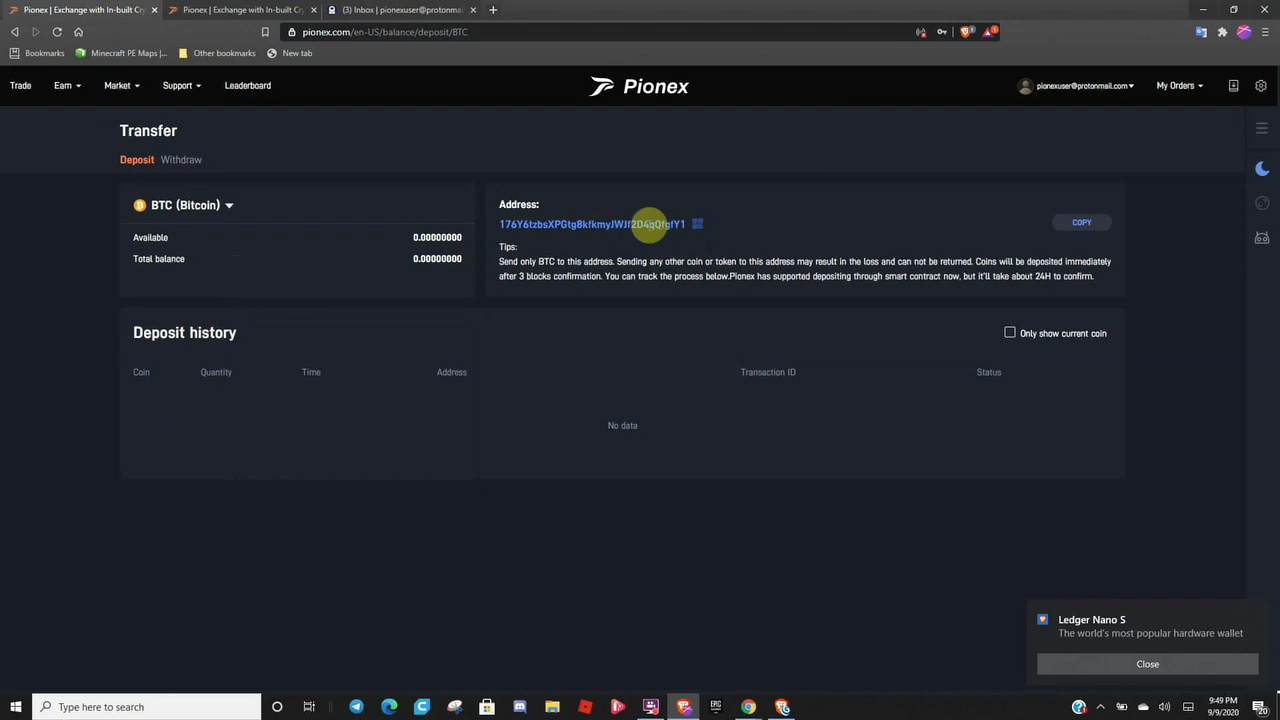 Pionex | Exchange with In-built Cry
Pionex | Exchange with In-built Cry
(3) Inbox | pionexuser@protonmail
pionex.com/en-US/balance/deposit/BTC
Bookmarks
Minecraft PE Maps |...
Other bookmarks
New tab
Trade
Earn
Market
Support
Leaderboard
Pionex
pionexuser@protonmail.com
My Orders
Transfer
Deposit
Withdraw
BTC (Bitcoin)
Available
0.00000000
Total balance
0.00000000
Address:
COPY
Tips:
Send only BTC to this address. Sending any other coin or token to this address may result in the loss and can not be returned. Coins will be deposited immediately
after 3 blocks confirmation. You can track the process below.Pionex has supported depositing through smart contract now, but it'll take about 24H to confirm.
Deposit history
Only show current coin
Coin
Quantity
Time
Address
Transaction ID
Status
No data
Ledger Nano S
The world's most popular hardware wallet
Close
Type here to search
9:49 PM
9/9/2020
20